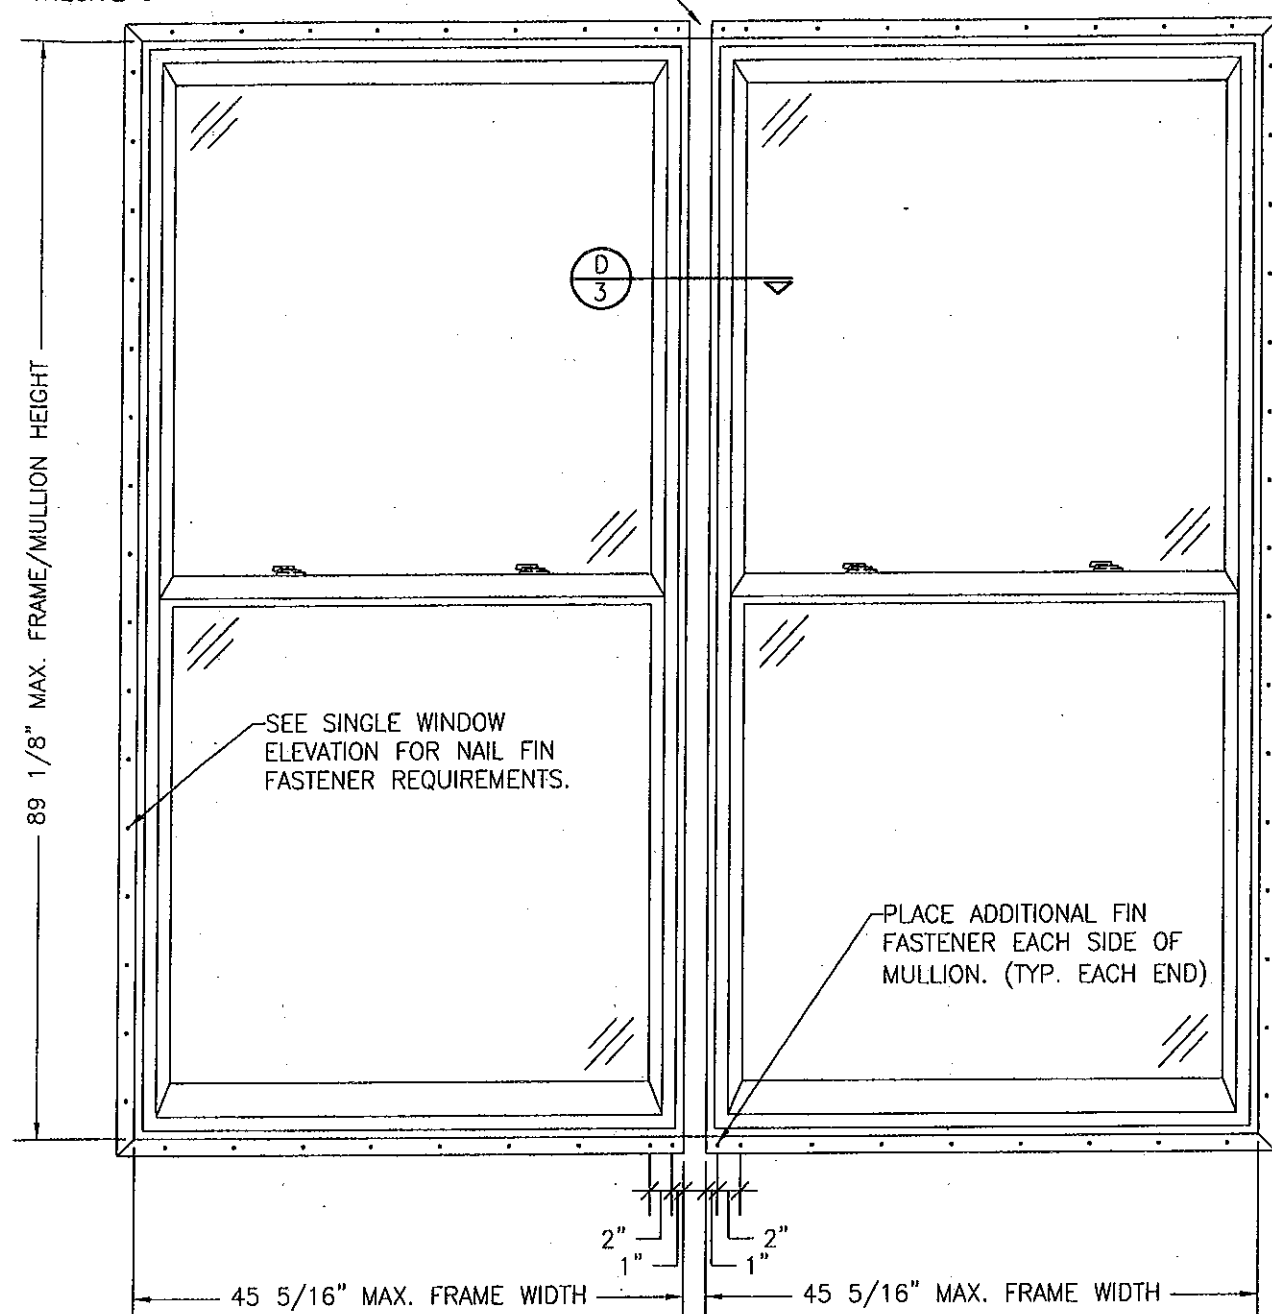 D
3
89 1/8" MAX. FRAME/MULLION HEIGHT
SEE SINGLE WINDOW
ELEVATION FOR NAIL FIN
FASTENER REQUIREMENTS.
PLACE ADDITIONAL FIN
FASTENER EACH SIDE OF
MULLION. (TYP. EACH END)
2" 2"
1" 1"
45 5/16" MAX. FRAME WIDTH
45 5/16" MAX. FRAME WIDTH